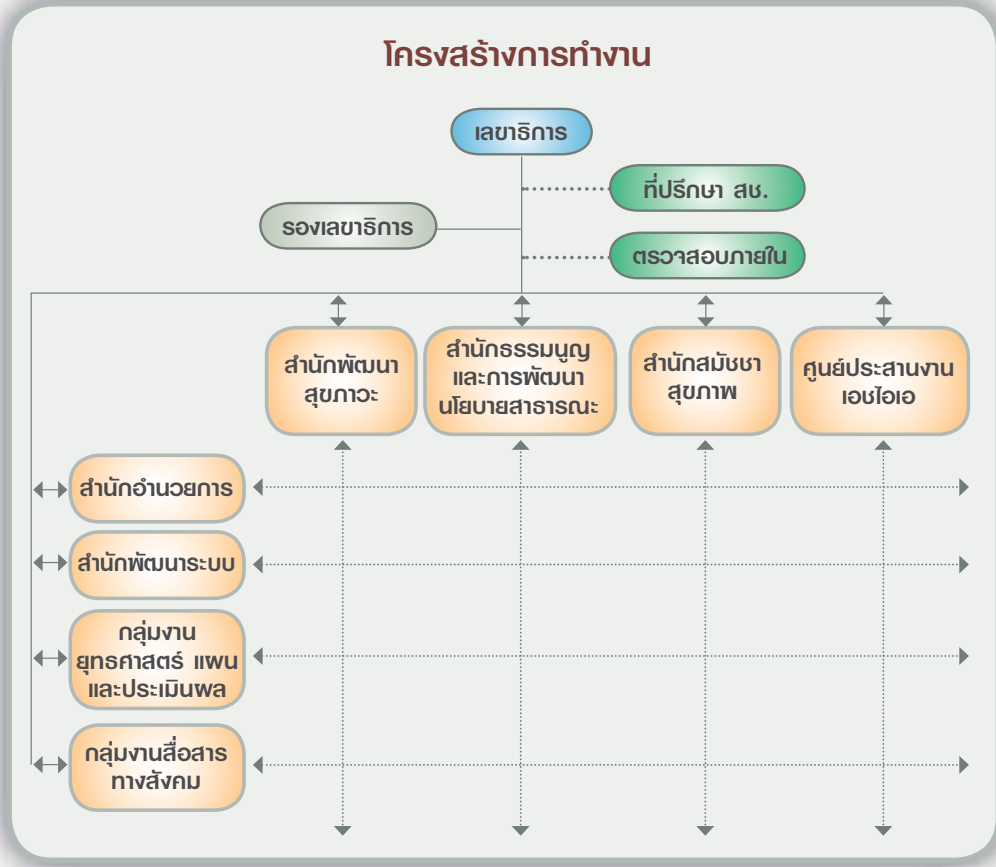 โครงสร้างการทำงาน
เลขาธิการ
ที่ปรึกษา สช.
รองเลขาธิการ
ตรวจสอบภายใน
สำนักพัฒนา
สุขภาวะ
สำนักธรรมนูญ
และการพัฒนา
นโยบายสาธารณะ
สำนักสมัชชา
สุขภาพ
ศูนย์ประสานงาน
เอชไอเอ
สำนักอำนวยการ
สำนักพัฒนาระบบ
กลุ่มงาน
ยุทธศาสตร์ แผน
และประเมินผล
กลุ่มงานสื่อสาร
ทางสังคม